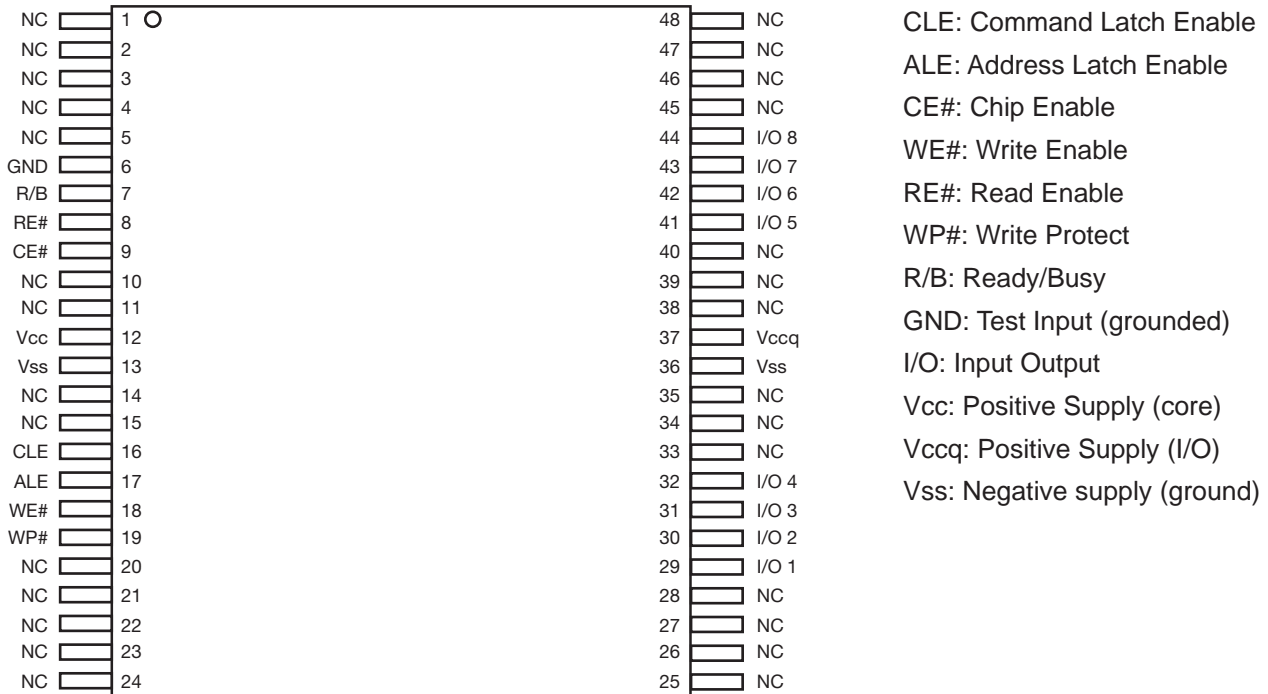 NC 1 48 NC
NC 2 47 NC
NC 3 46 NC
NC 4 45 NC
NC 5 44 I/O 8
GND 6 43 I/O 7
R/B 7 42 I/O 6
RE# 8 41 I/O 5
CE# 9 40 NC
NC 10 39 NC
NC 11 38 NC
Vcc 12 37 Vccq
Vss 13 36 Vss
NC 14 35 NC
NC 15 34 NC
CLE 16 33 NC
ALE 17 32 I/O 4
WE# 18 31 I/O 3
WP# 19 30 I/O 2
NC 20 29 I/O 1
NC 21 28 NC
NC 22 27 NC
NC 23 26 NC
NC 24 25 NC
CLE: Command Latch Enable
ALE: Address Latch Enable
CE#: Chip Enable
WE#: Write Enable
RE#: Read Enable
WP#: Write Protect
R/B: Ready/Busy
GND: Test Input (grounded)
I/O: Input Output
Vcc: Positive Supply (core)
Vccq: Positive Supply (I/O)
Vss: Negative supply (ground)